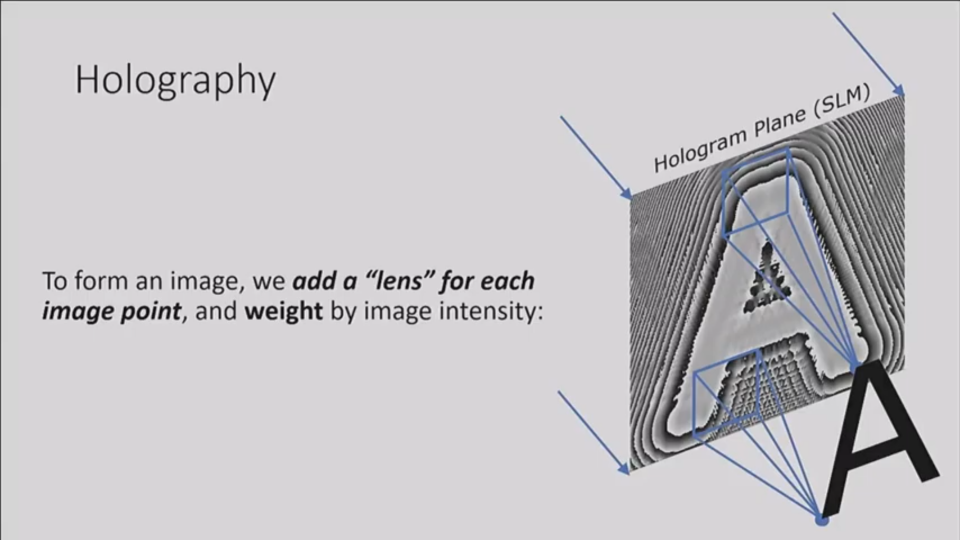 Holography
Hologram Plane (SLM)
To form an image, we add a “lens” for each
image point, and weight by image intensity:
A